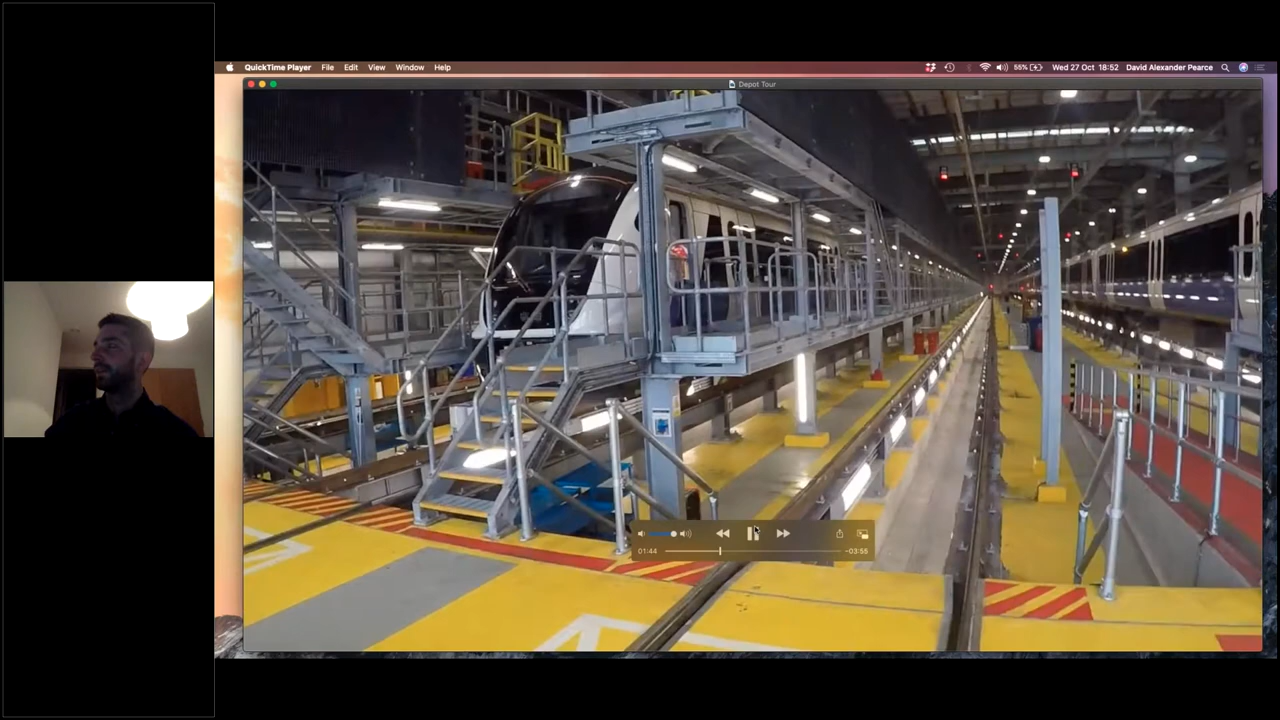 QuickTime Player File Edit View Window Help 55% Wed 27 Oct 18:52 David Alexander Pearce
Depot Tour
01:44 -03:55